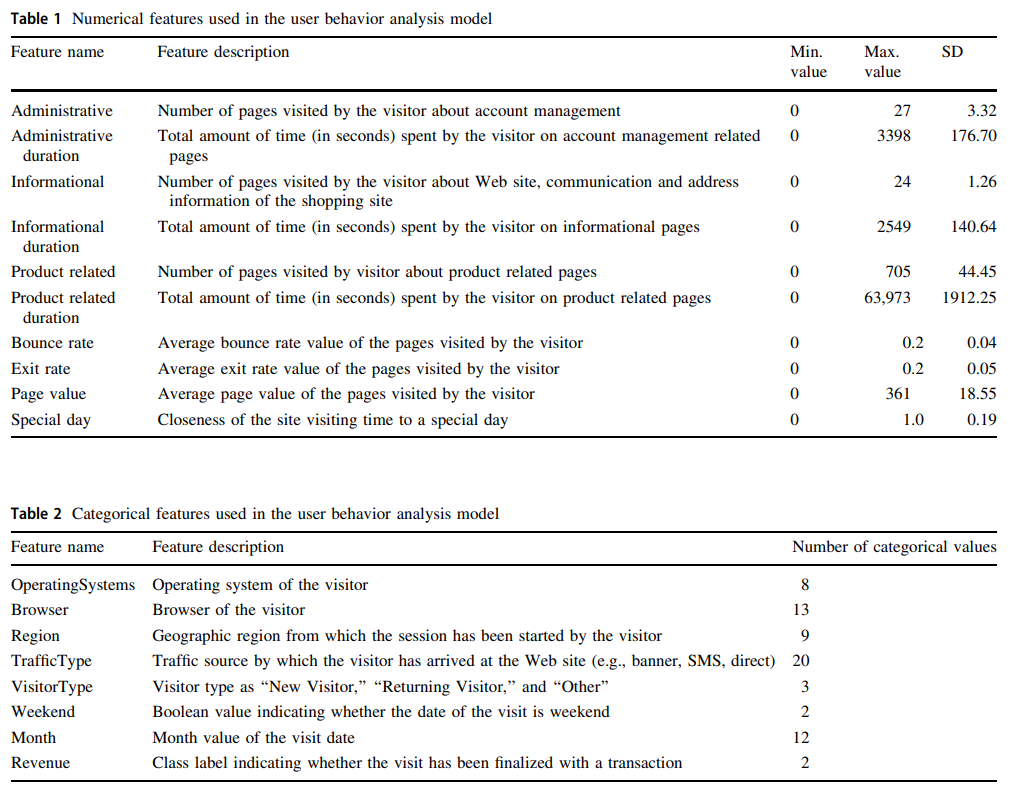 Table 1 Numerical features used in the user behavior analysis model
Feature name Feature description Min. value Max. value SD
Administrative Number of pages visited by the visitor about account management 0 27 3.32
Administrative duration Total amount of time (in seconds) spent by the visitor on account management related pages 0 3398 176.70
Informational Number of pages visited by the visitor about Web site, communication and address information of the shopping site 0 24 1.26
Informational duration Total amount of time (in seconds) spent by the visitor on informational pages 0 2549 140.64
Product related Number of pages visited by visitor about product related pages 0 705 44.45
Product related duration Total amount of time (in seconds) spent by the visitor on product related pages 0 63,973 1912.25
Bounce rate Average bounce rate value of the pages visited by the visitor 0 0.2 0.04
Exit rate Average exit rate value of the pages visited by the visitor 0 0.2 0.05
Page value Average page value of the pages visited by the visitor 0 361 18.55
Special day Closeness of the site visiting time to a special day 0 1.0 0.19
Table 2 Categorical features used in the user behavior analysis model
Feature name Feature description Number of categorical values
OperatingSystems Operating system of the visitor 8
Browser Browser of the visitor 13
Region Geographic region from which the session has been started by the visitor 9
TrafficType Traffic source by which the visitor has arrived at the Web site (e.g., banner, SMS, direct) 20
VisitorType Visitor type as “New Visitor,” “Returning Visitor,” and “Other” 3
Weekend Boolean value indicating whether the date of the visit is weekend 2
Month Month value of the visit date 12
Revenue Class label indicating whether the visit has been finalized with a transaction 2